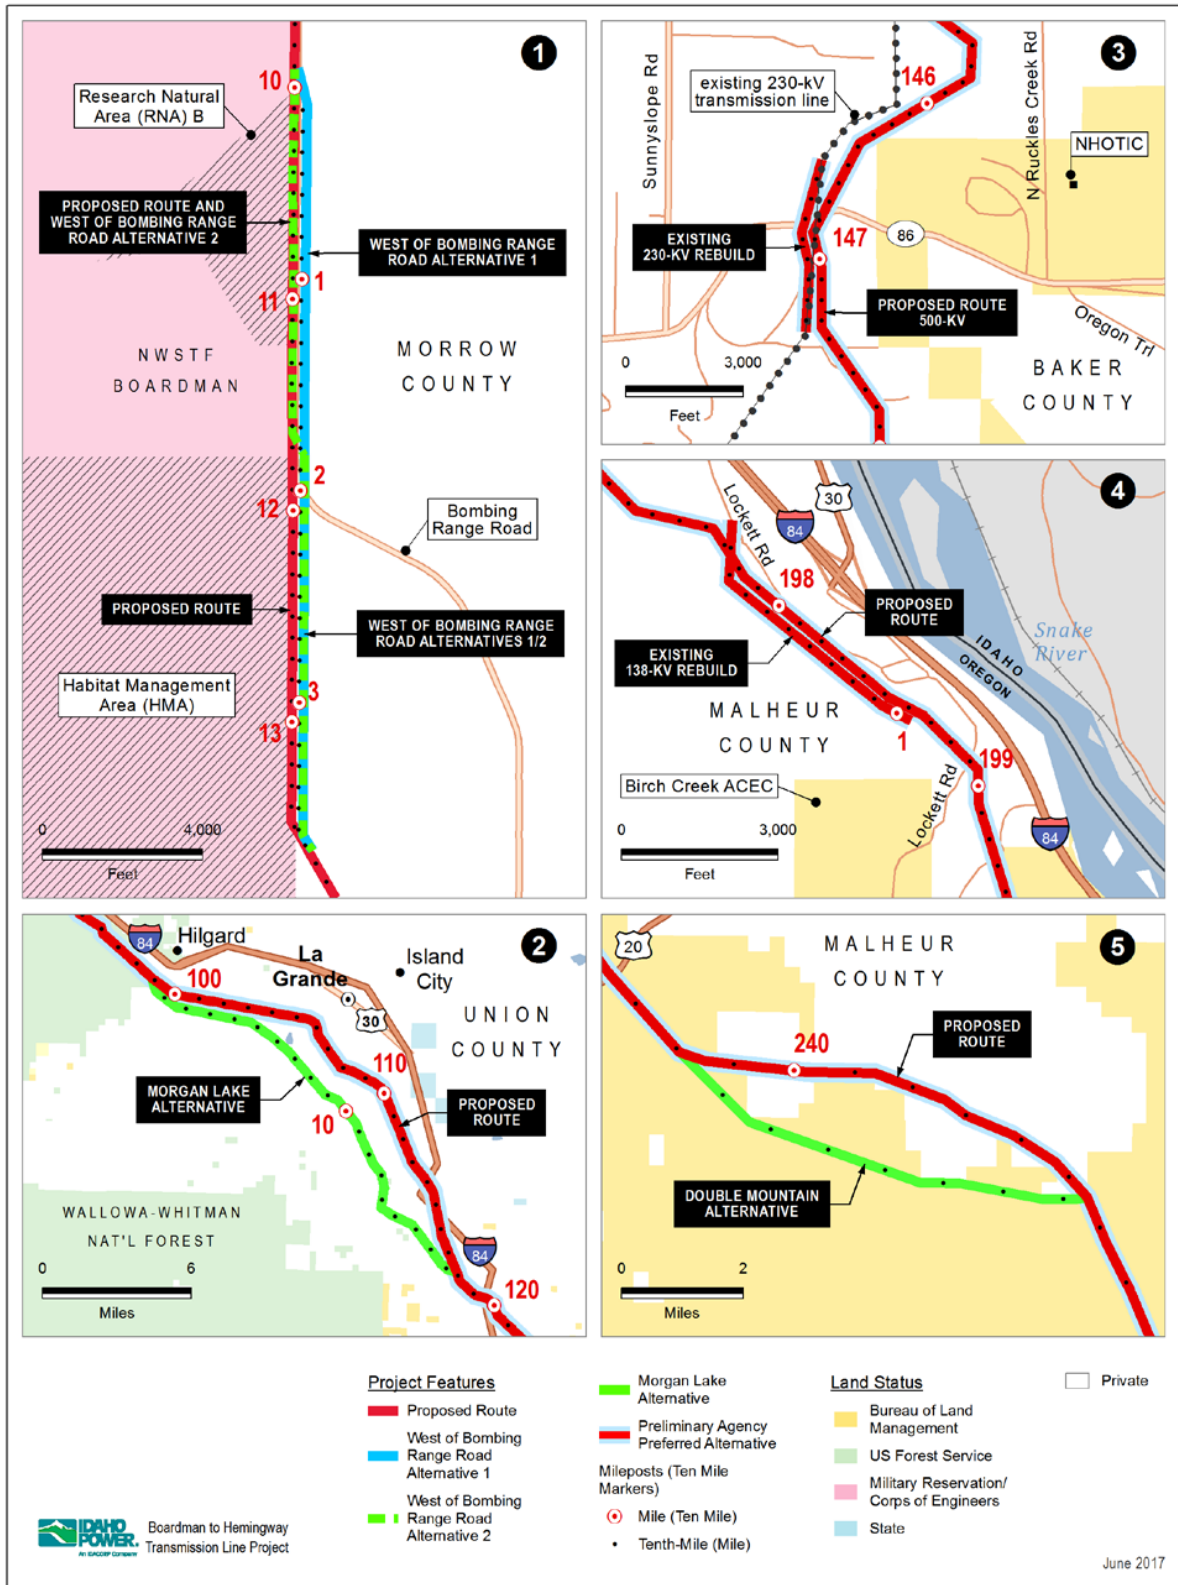 1
10
Research Natural
Area (RNA) B
PROPOSED ROUTE AND
WEST OF BOMBING RANGE
ROAD ALTERNATIVE 2
WEST OF BOMBING RANGE
ROAD ALTERNATIVE 1
1
11
NWSTF
BOARDMAN
MORROW
COUNTY
2
12
Bombing
Range Road
PROPOSED ROUTE
WEST OF BOMBING RANGE
ROAD ALTERNATIVES 1/2
Habitat Management
Area (HMA)
3
13
0 4,000
Feet
3
Sunnyslope Rd
existing 230-kV
transmission line
146
N Ruckles Creek Rd
NHOTIC
EXISTING
230-KV REBUILD
147
86
PROPOSED ROUTE
500-KV
Oregon Trl
0 3,000
Feet
BAKER
COUNTY
4
Lockett Rd
30
84
198
PROPOSED
ROUTE
EXISTING
138-KV REBUILD
IDAHO
OREGON
Snake
River
MALHEUR
COUNTY
1
199
Birch Creek ACEC
Lockett Rd
84
0 3,000
Feet
2
84
Hilgard
La
Grande
Island
City
100
30
UNION
COUNTY
110
MORGAN LAKE
ALTERNATIVE
10
PROPOSED
ROUTE
WALLOWA-WHITMAN
NAT'L FOREST
84
0 6
Miles
120
5
20
MALHEUR
COUNTY
240
PROPOSED
ROUTE
DOUBLE MOUNTAIN
ALTERNATIVE
0 2
Miles
Project Features
Proposed Route
West of Bombing
Range Road
Alternative 1
West of Bombing
Range Road
Alternative 2
Morgan Lake
Alternative
Preliminary Agency
Preferred Alternative
Mileposts (Ten Mile
Markers)
Mile (Ten Mile)
Tenth-Mile (Mile)
Land Status
Bureau of Land
Management
US Forest Service
Military Reservation/
Corps of Engineers
State
Private
IDAHO
POWER.
An IDACORP Company
Boardman to Hemingway
Transmission Line Project
June 2017